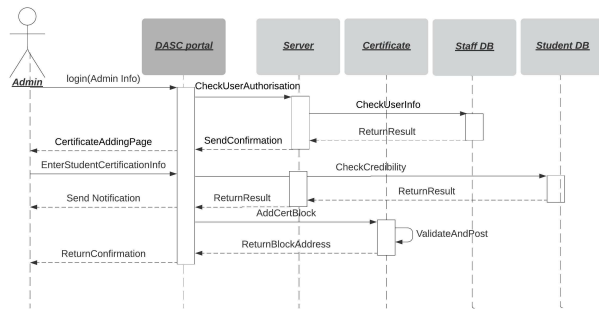 DASC portal
Server
Certificate
Staff DB
Student DB
Admin
login(Admin Info)
CheckUserAuthorisation
CheckUserInfo
ReturnResult
SendConfirmation
CertificateAddingPage
EnterStudentCertificationInfo
CheckCredibility
ReturnResult
ReturnResult
Send Notification
AddCertBlock
ValidateAndPost
ReturnBlockAddress
ReturnConfirmation